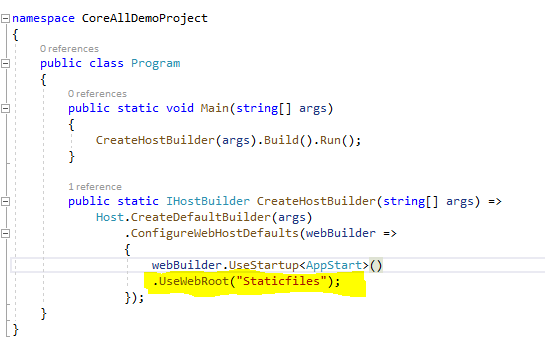 namespace CoreAllDemoProject
{
0 references
public class Program
{
0 references
public static void Main(string[] args)
{
CreateHostBuilder(args).Build().Run();
}
1 reference
public static IHostBuilder CreateHostBuilder(string[] args) =>
Host.CreateDefaultBuilder(args)
.ConfigureWebHostDefaults(webBuilder =>
{
webBuilder.UseStartup<AppStart>()
.UseWebRoot("Staticfiles");
});
}
}